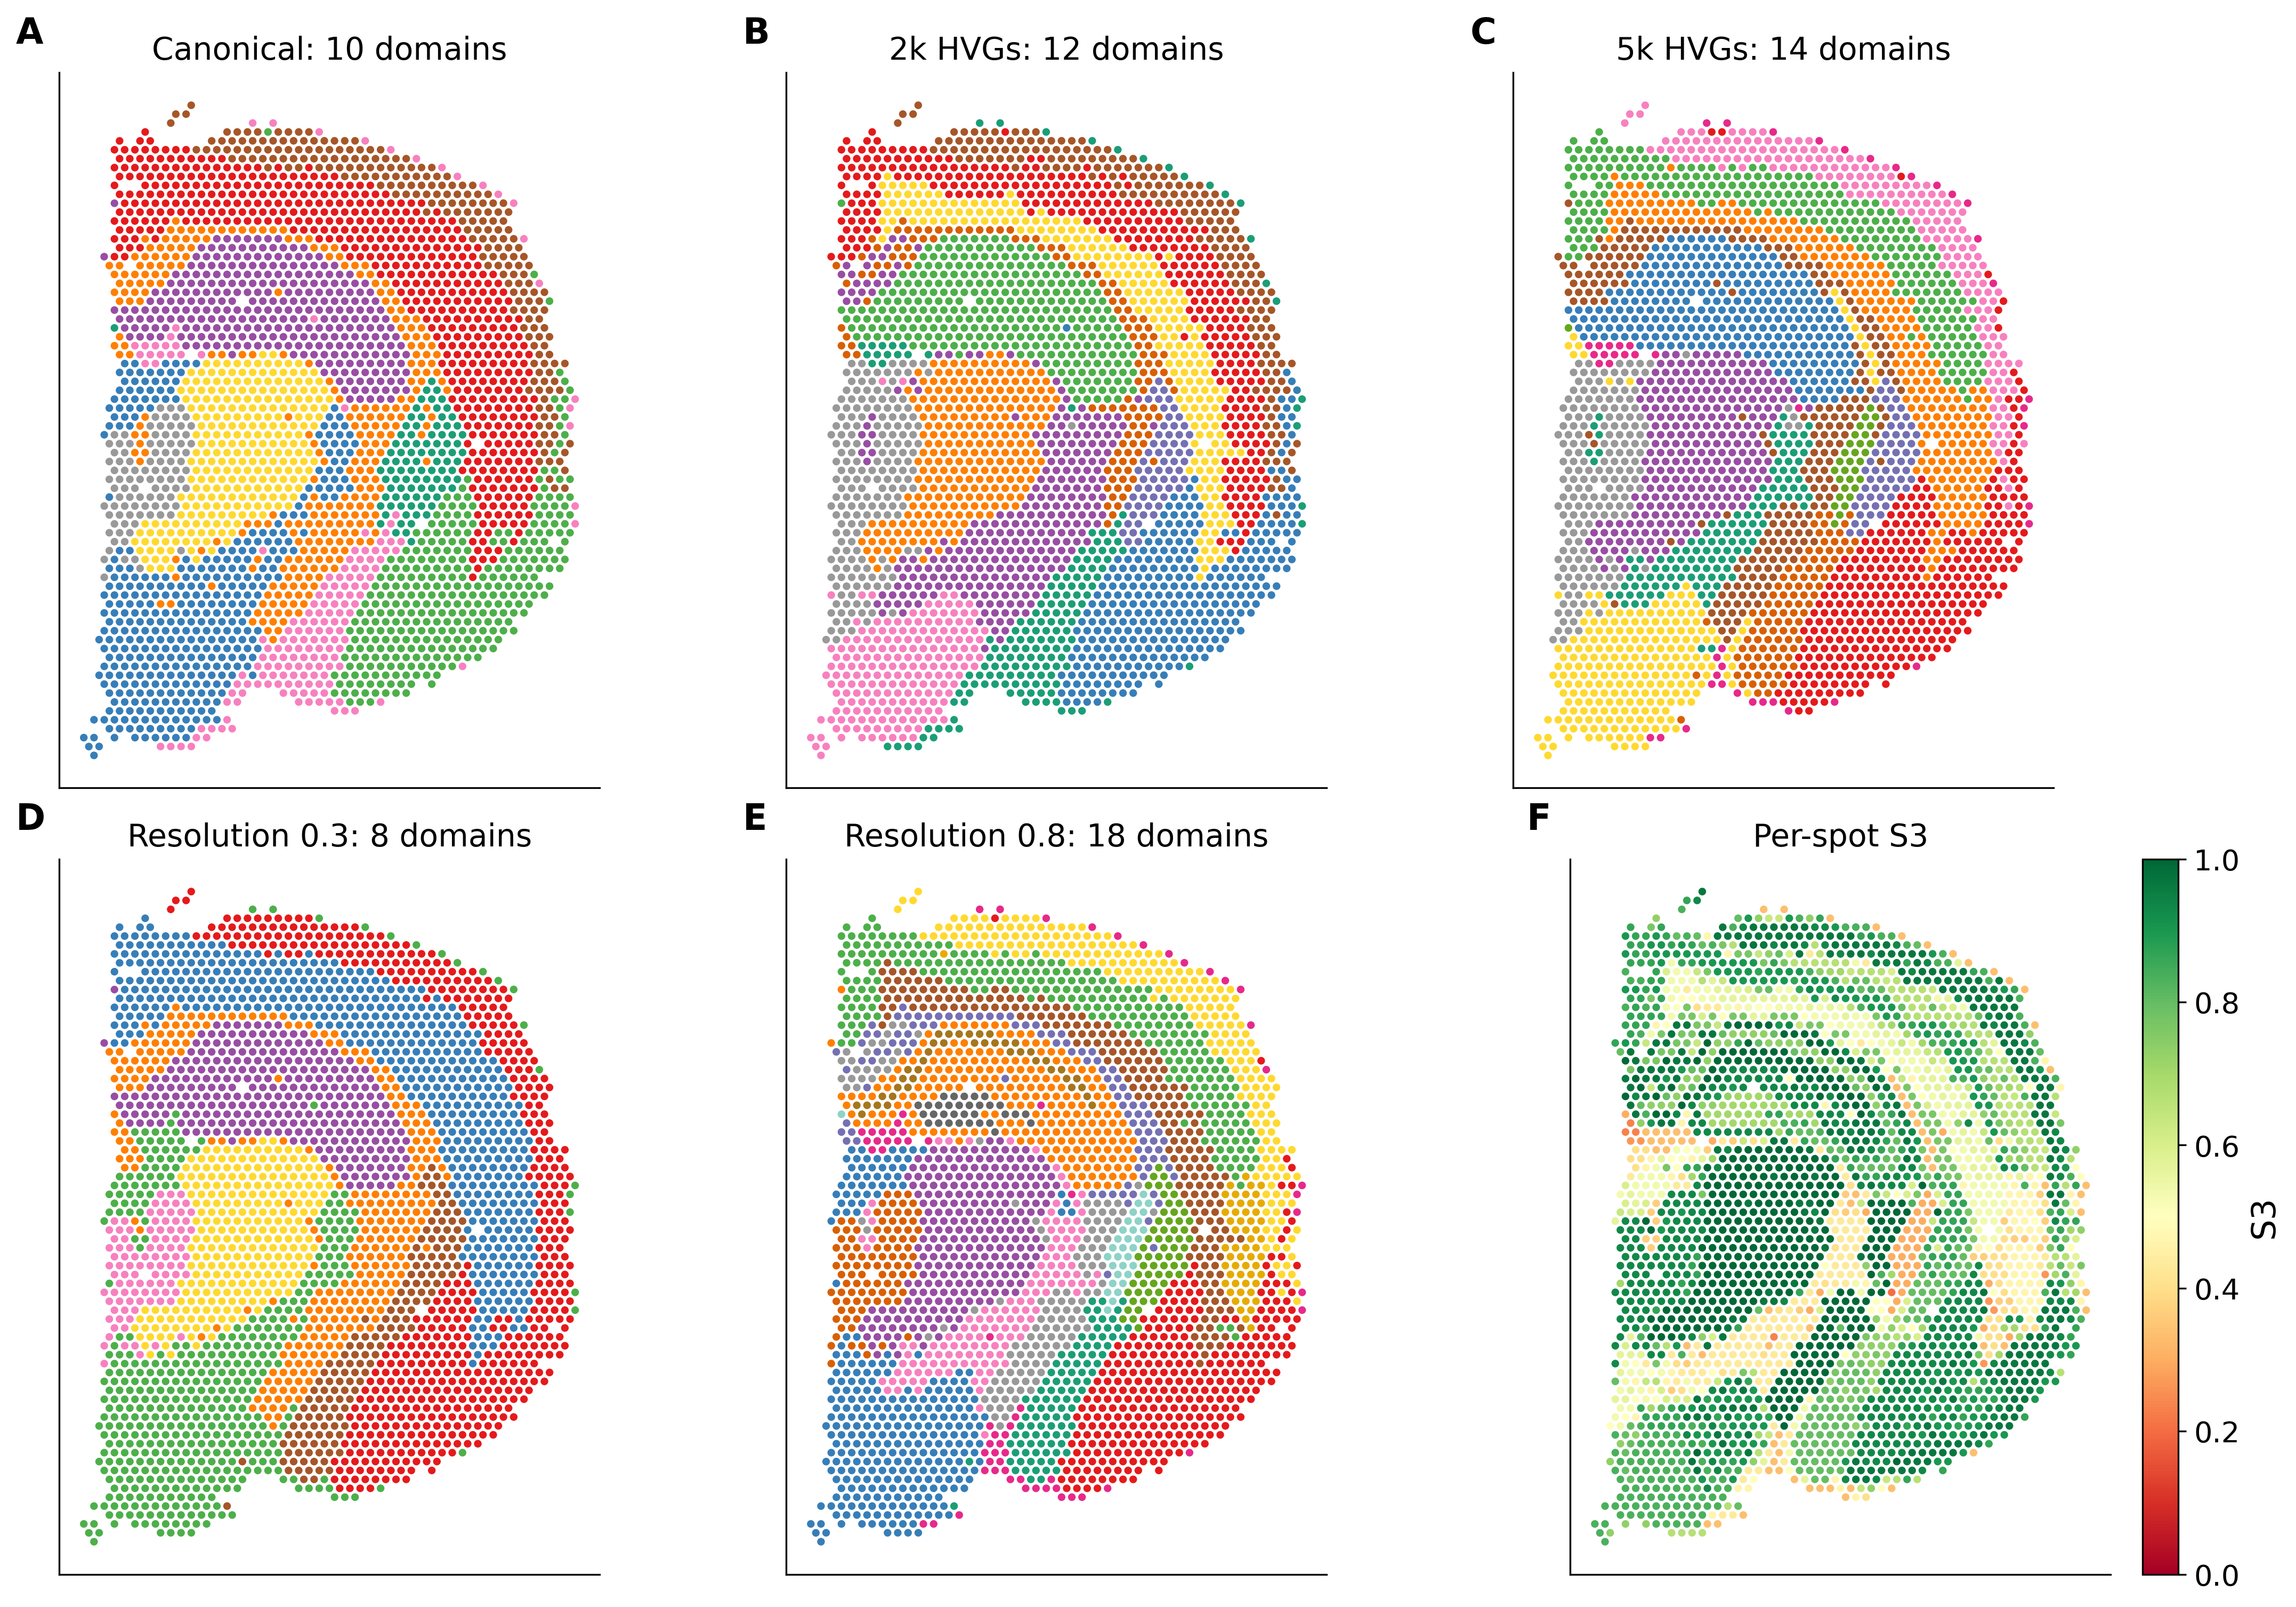 A
Canonical: 10 domains
B
2k HVGs: 12 domains
C
5k HVGs: 14 domains
D
Resolution 0.3: 8 domains
E
Resolution 0.8: 18 domains
F
Per-spot S3
1.0
0.8
0.6
0.4
0.2
0.0
S3